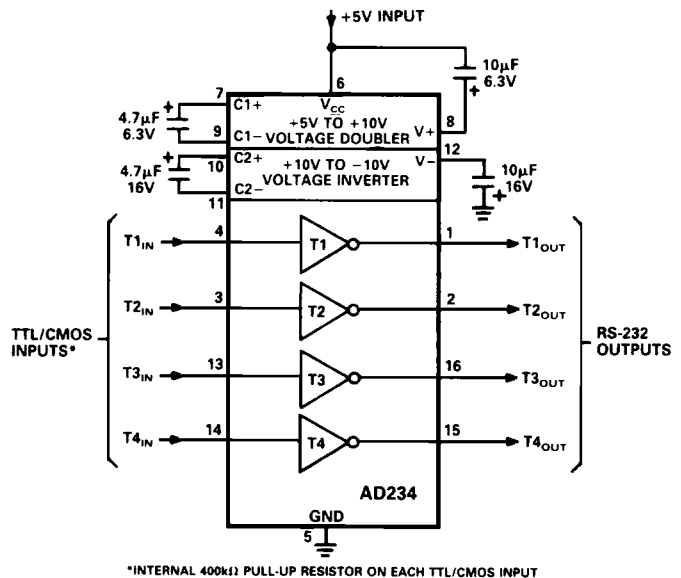 +5V INPUT
10µF
6.3V
+
7
6
C1+
VCC
4.7µF
6.3V
+
+5V TO +10V
VOLTAGE DOUBLER
V+
8
9
C1−
10
C2+
+10V TO −10V
VOLTAGE INVERTER
V−
12
4.7µF
16V
+
C2−
11
10µF
16V
+
T1IN
4
T1
1
T1OUT
T2IN
3
T2
2
T2OUT
TTL/CMOS
INPUTS*
RS-232
OUTPUTS
T3IN
13
T3
16
T3OUT
T4IN
14
T4
15
T4OUT
AD234
GND
5
*INTERNAL 400kΩ PULL-UP RESISTOR ON EACH TTL/CMOS INPUT